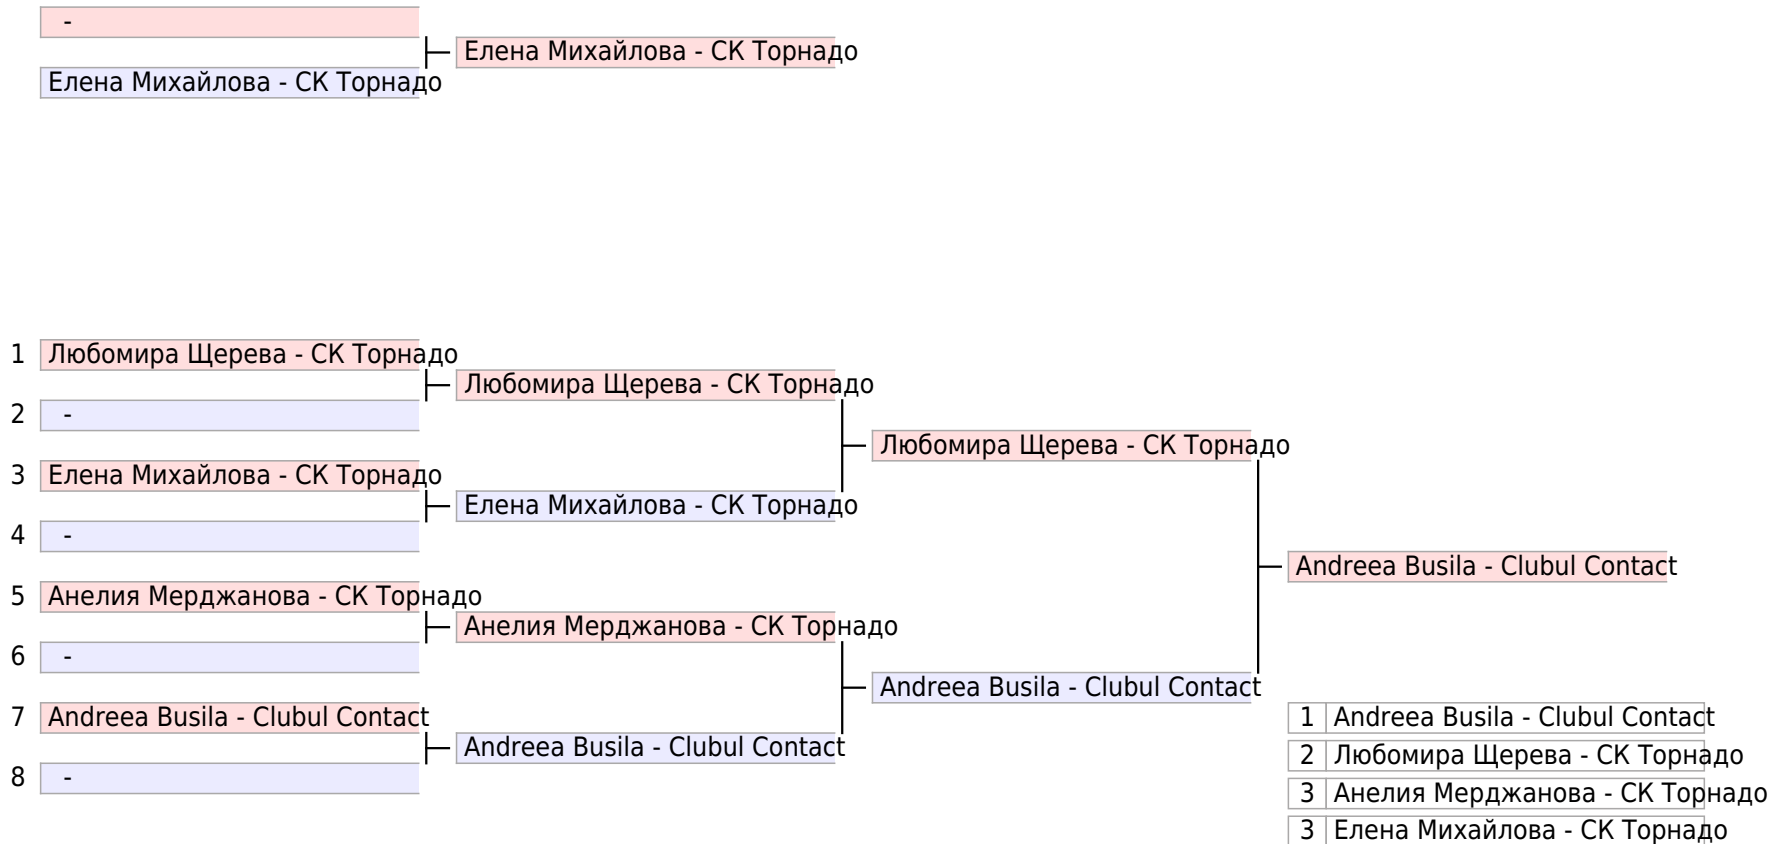 -
Елена Михайлова - СК Торнадо
Елена Михайлова - СК Торнадо
1 Любомира Щерева - СК Торнадо
Любомира Щерева - СК Торнадо
2 -
Любомира Щерева - СК Торнадо
3 Елена Михайлова - СК Торнадо
Елена Михайлова - СК Торнадо
4 -
Andreea Busila - Clubul Contact
5 Анелия Мерджанова - СК Торнадо
Анелия Мерджанова - СК Торнадо
6 -
Andreea Busila - Clubul Contact
7 Andreea Busila - Clubul Contact
Andreea Busila - Clubul Contact
8 -
1 Andreea Busila - Clubul Contact
2 Любомира Щерева - СК Торнадо
3 Анелия Мерджанова - СК Торнадо
3 Елена Михайлова - СК Торнадо